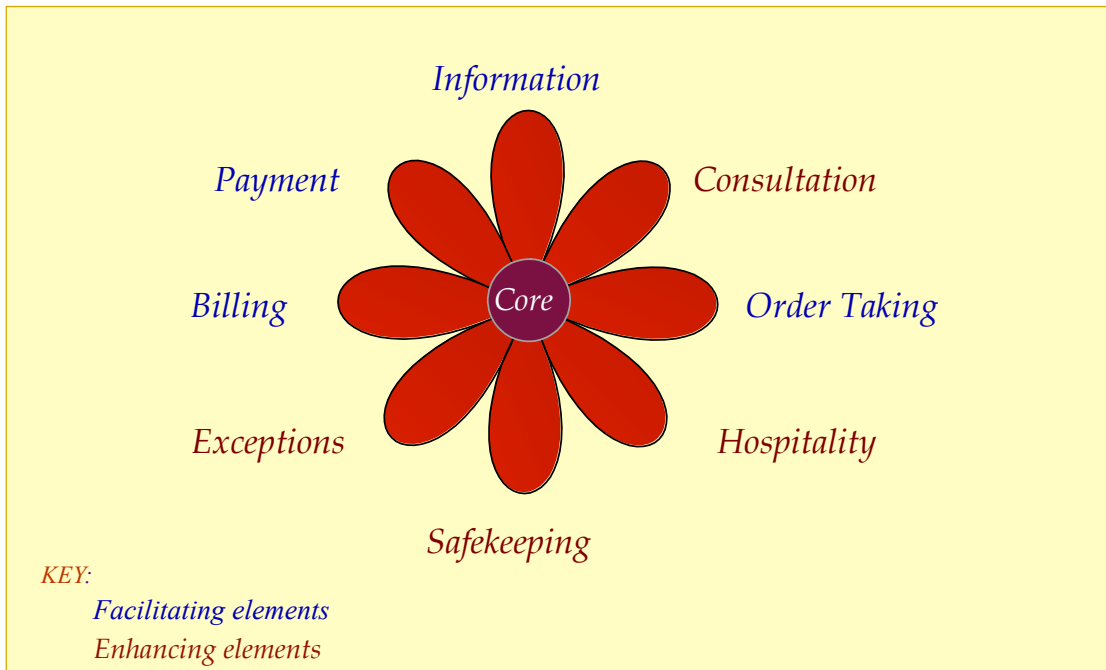 Information
Payment
Consultation
Core
Billing
Order Taking
Exceptions
Hospitality
Safekeeping
KEY:
Facilitating elements
Enhancing elements